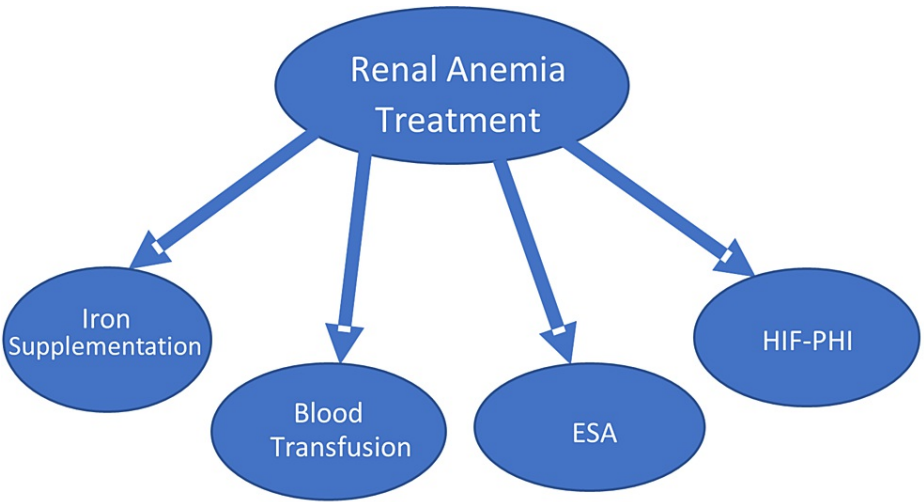 Renal Anemia
Treatment
Iron
Supplementation
Blood
Transfusion
ESA
HIF-PHI